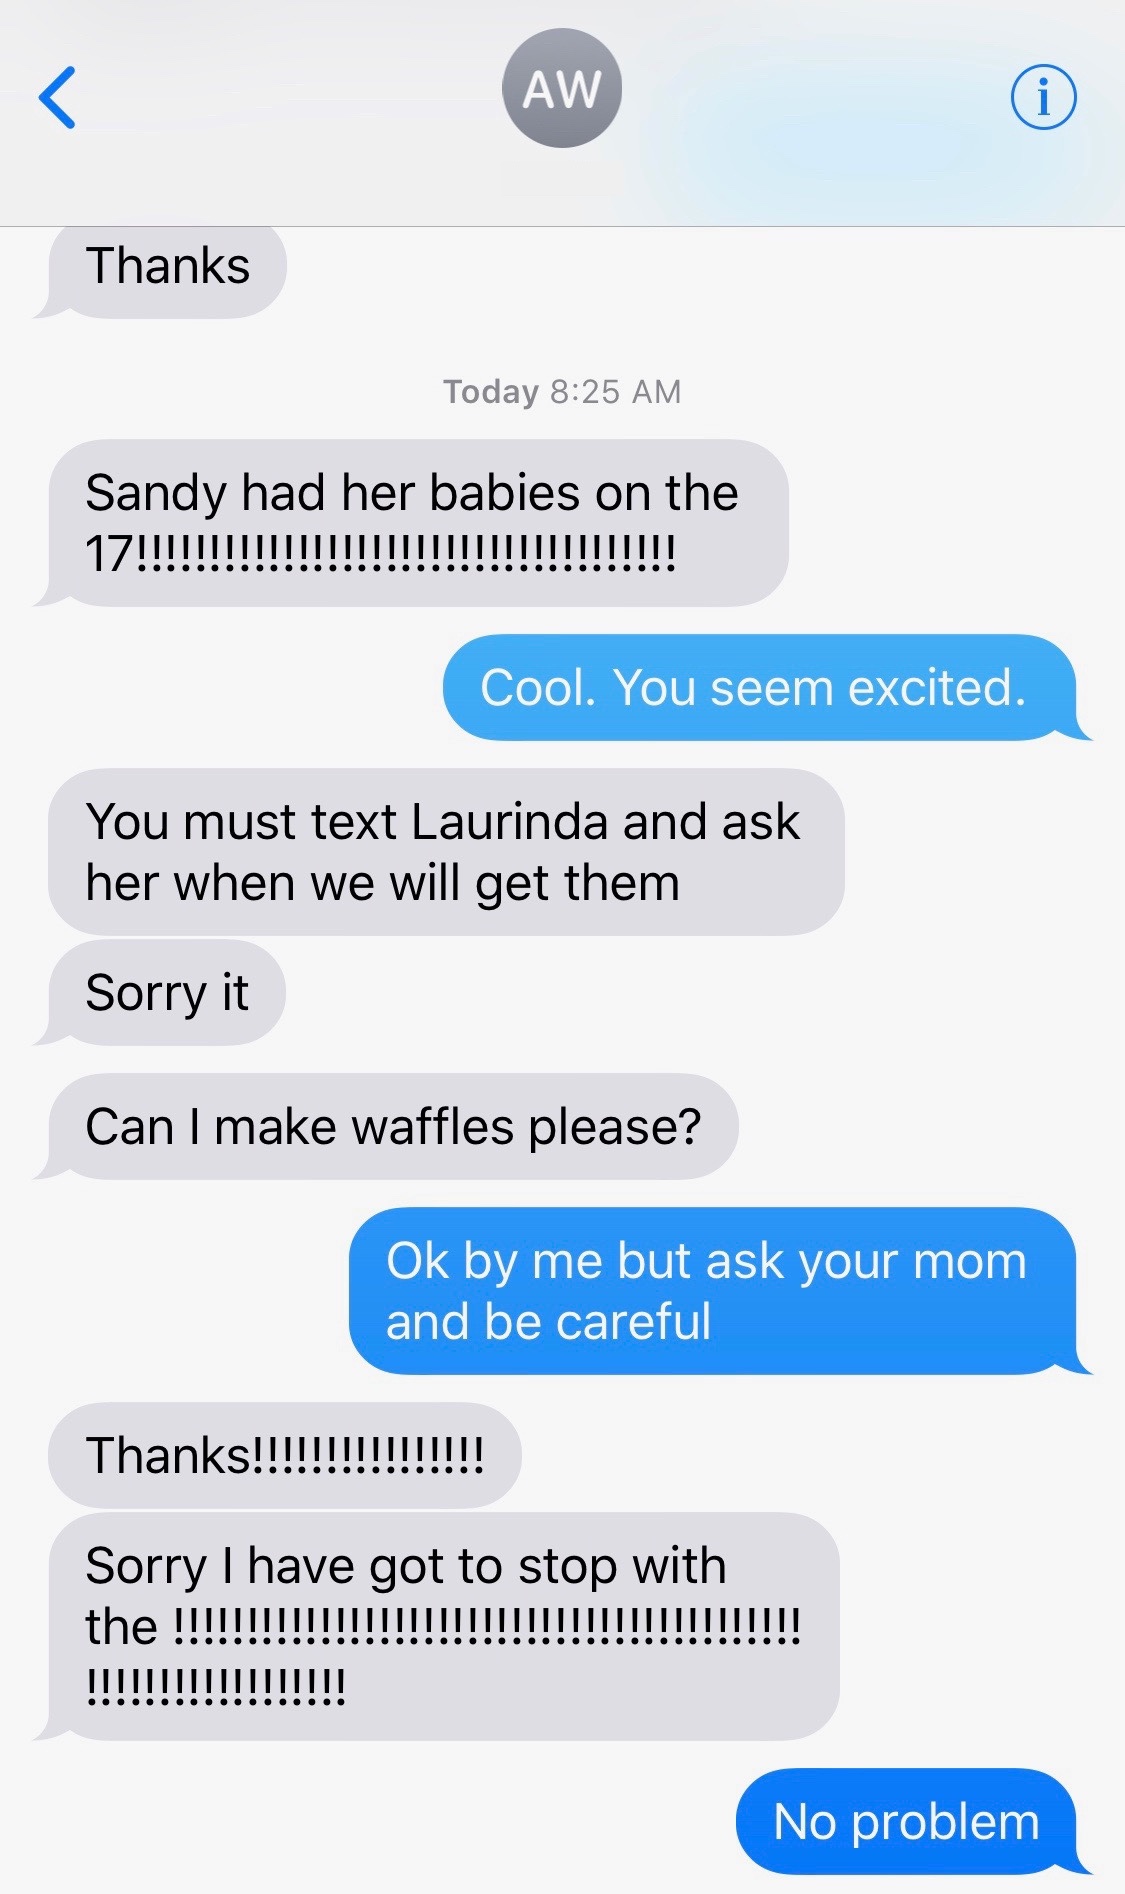 AW
i
Thanks
Today 8:25 AM
Sandy had her babies on the
17!!!!!!!!!!!!!!!!!!!!!!!!!!!!!!!!!!!!!
Cool. You seem excited.
You must text Laurinda and ask
her when we will get them
Sorry it
Can I make waffles please?
Ok by me but ask your mom
and be careful
Thanks!!!!!!!!!!!!!!!!
Sorry I have got to stop with
the !!!!!!!!!!!!!!!!!!!!!!!!!!!!!!!!!!!!!!!!!!!
!!!!!!!!!!!!!!!!!!
No problem